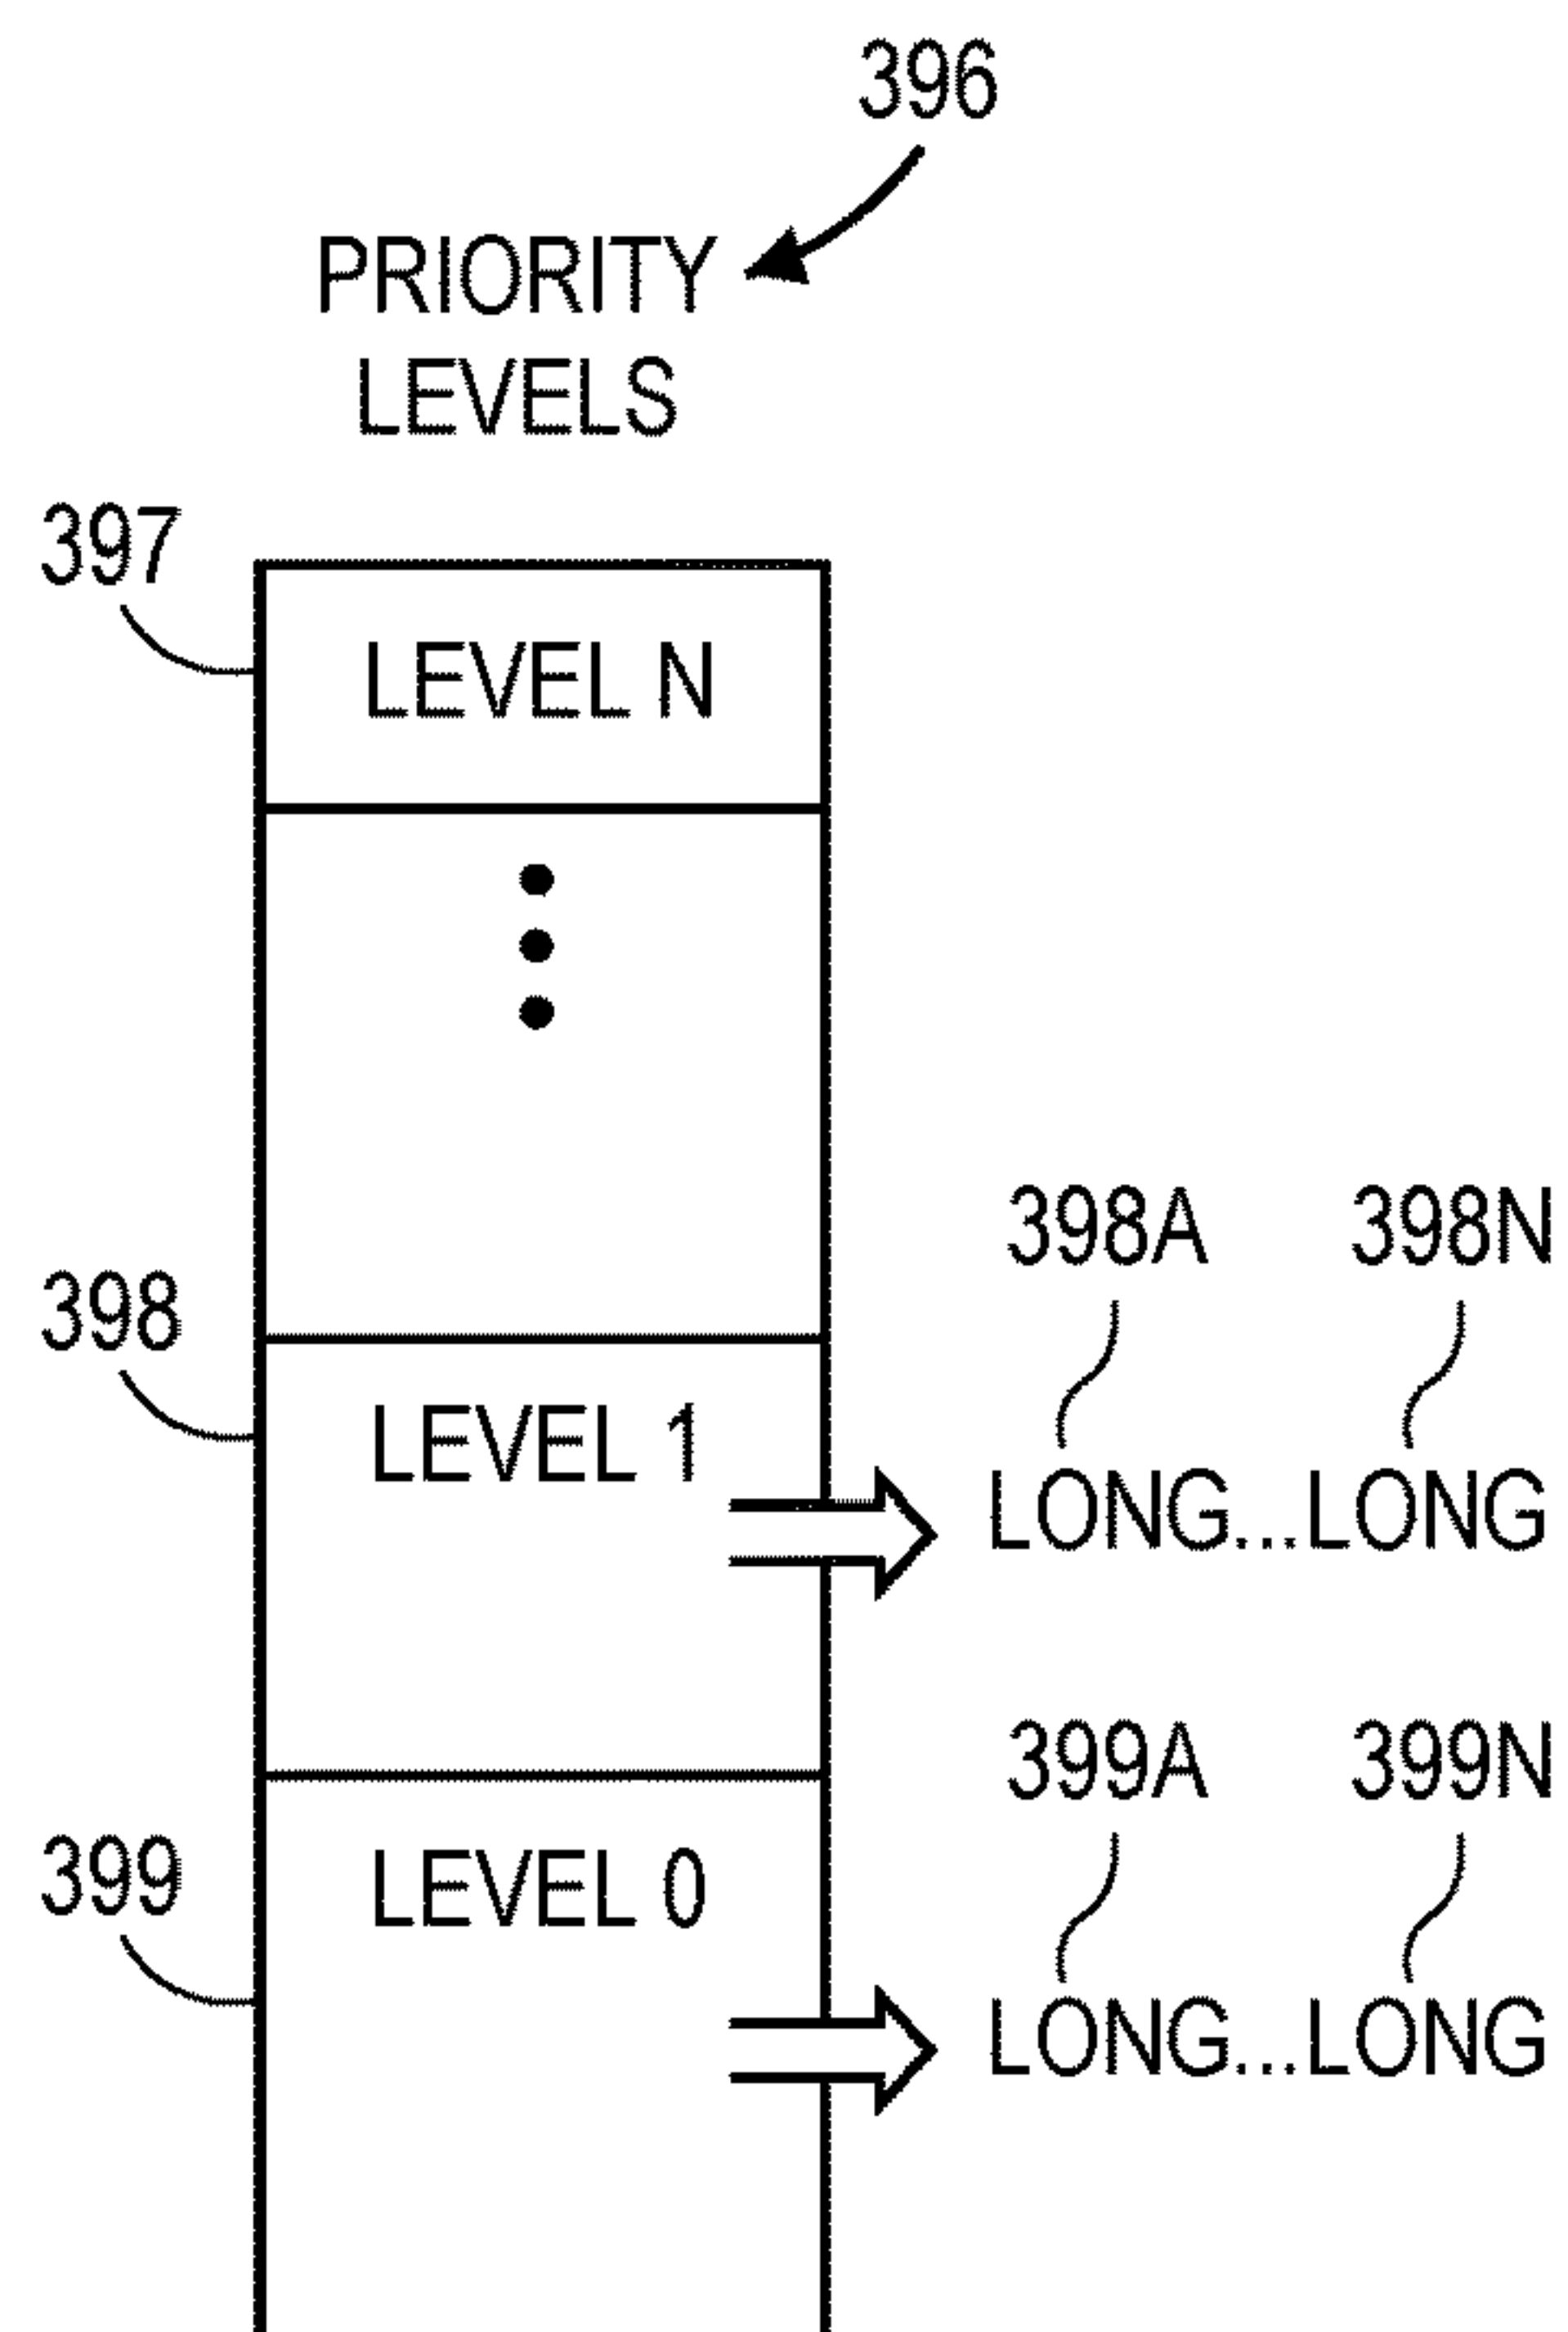 396
PRIORITY
LEVELS
397
LEVEL N
398A 398N
398
LEVEL 1
LONG...LONG
399A 399N
399
LEVEL 0
LONG...LONG